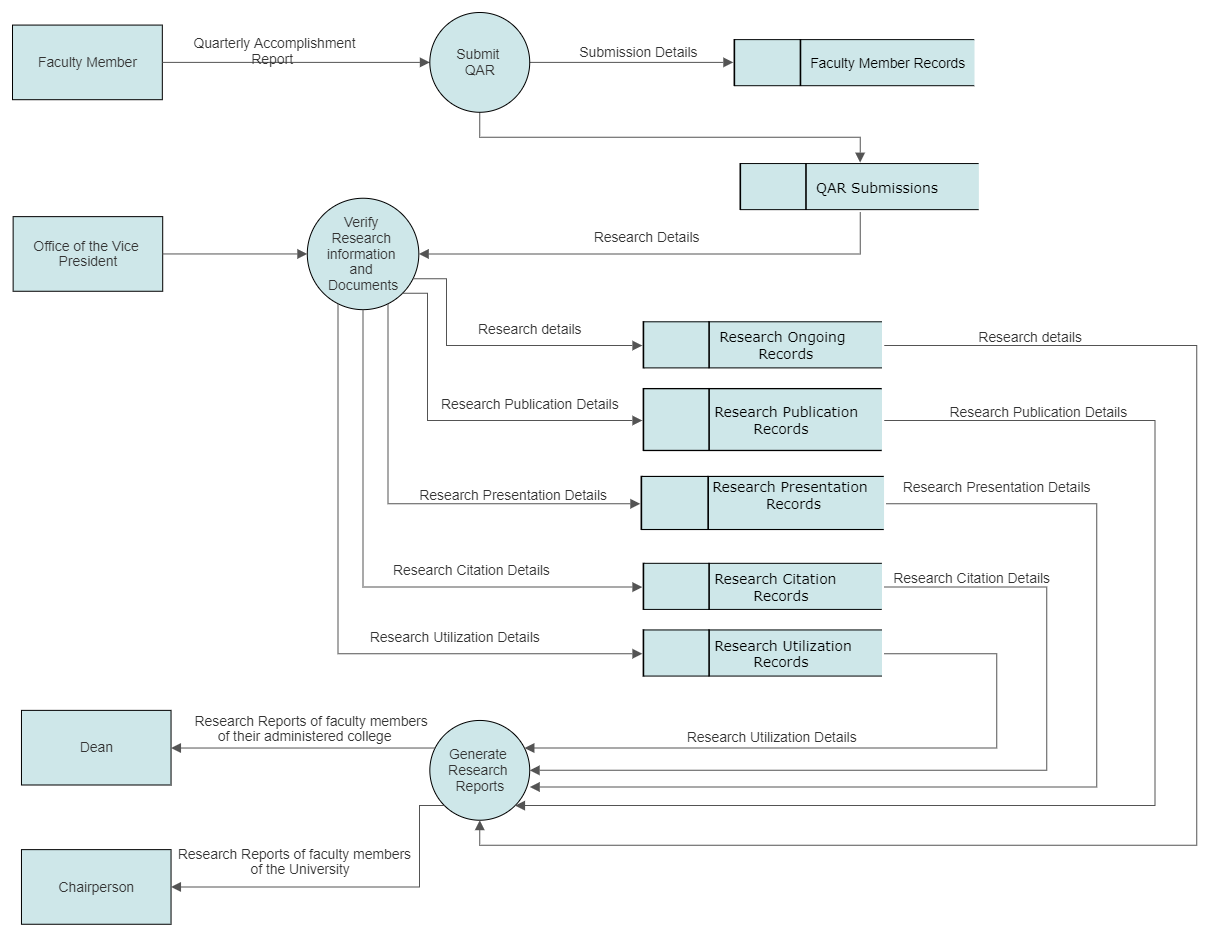 Faculty Member
Quarterly Accomplishment
Report
Submit
QAR
Submission Details
Faculty Member Records
QAR Submissions
Office of the Vice
President
Verify
Research
information
and
Documents
Research Details
Research details
Research Ongoing
Records
Research details
Research Publication Details
Research Publication
Records
Research Publication Details
Research Presentation Details
Research Presentation
Records
Research Presentation Details
Research Citation Details
Research Citation
Records
Research Citation Details
Research Utilization Details
Research Utilization
Records
Research Utilization Details
Dean
Research Reports of faculty members
of their administered college
Generate
Research
Reports
Chairperson
Research Reports of faculty members
of the University